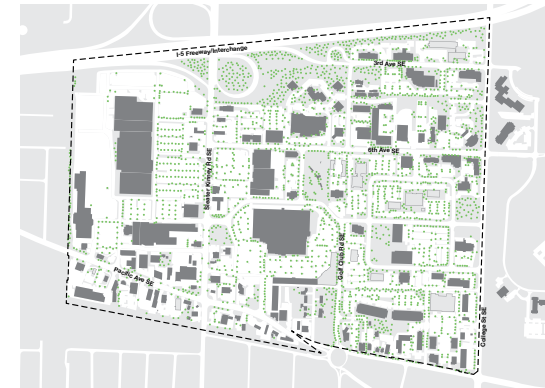 I-5 Freeway/Interchange
3rd Ave SE
6th Ave SE
Sleater Kinney Rd SE
Golf Club Rd SE
Pacific Ave SE
College St SE